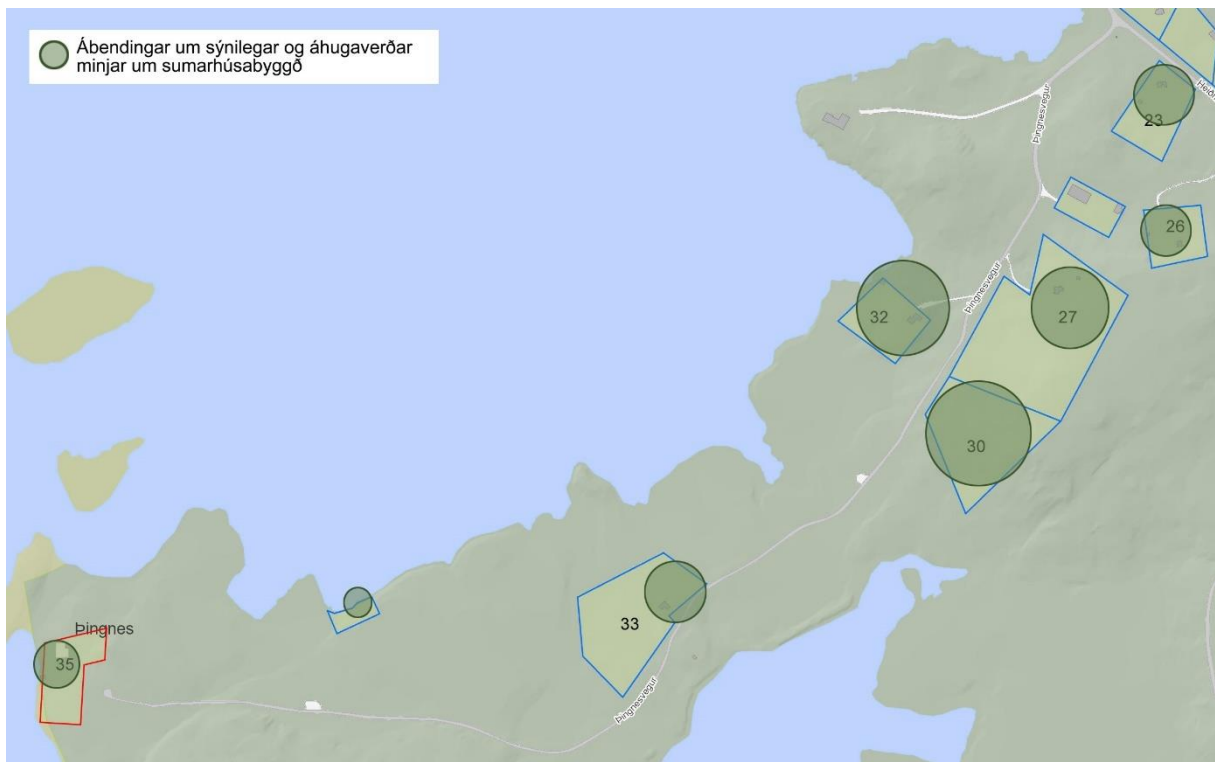 Ábendingar um sýnilegar og áhugaverðar
minjar um sumarhúsabyggð
Þingnesvegur
23
26
Þingnesvegur
32
27
30
33
Þingnes
35
Þingnesvegur